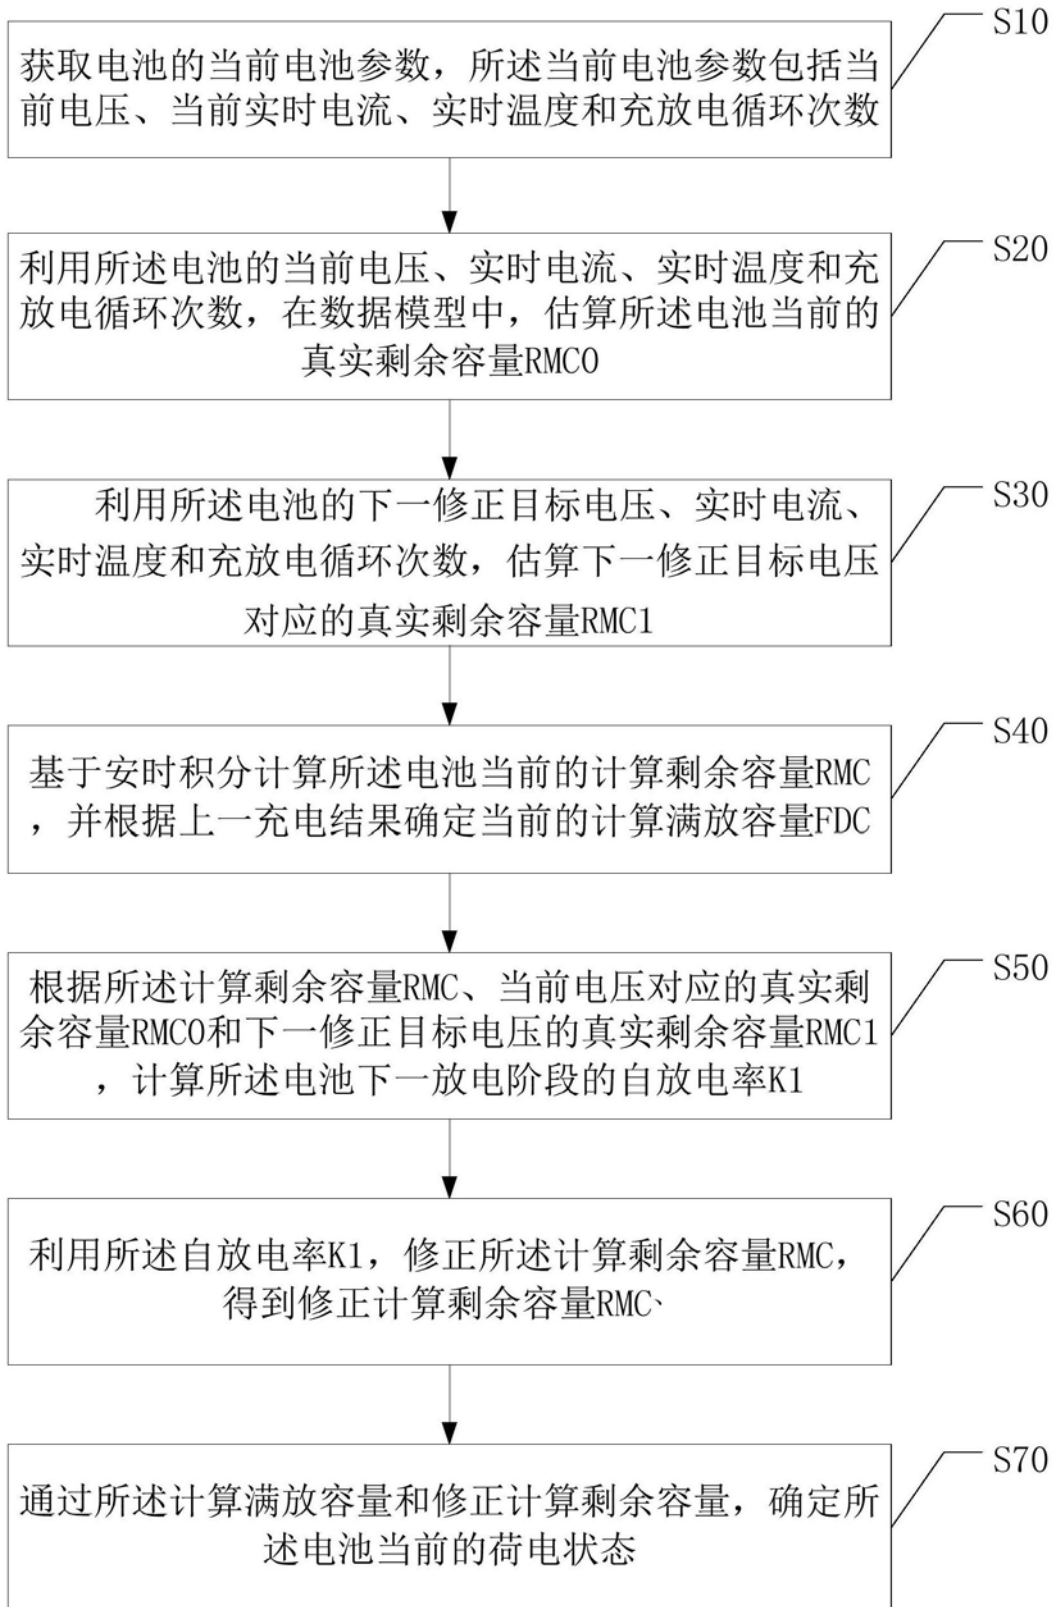 S10
获取电池的当前电池参数，所述当前电池参数包括当
前电压、当前实时电流、实时温度和充放电循环次数
S20
利用所述电池的当前电压、实时电流、实时温度和充
放电循环次数，在数据模型中，估算所述电池当前的
真实剩余容量RMC0
S30
利用所述电池的下一修正目标电压、实时电流、
实时温度和充放电循环次数，估算下一修正目标电压
对应的真实剩余容量RMC1
S40
基于安时积分计算所述电池当前的计算剩余容量RMC
，并根据上一充电结果确定当前的计算满放容量FDC
S50
根据所述计算剩余容量RMC、当前电压对应的真实剩
余容量RMC0和下一修正目标电压的真实剩余容量RMC1
，计算所述电池下一放电阶段的自放电率K1
S60
利用所述自放电率K1，修正所述计算剩余容量RMC，
得到修正计算剩余容量RMC、
S70
通过所述计算满放容量和修正计算剩余容量，确定所
述电池当前的荷电状态